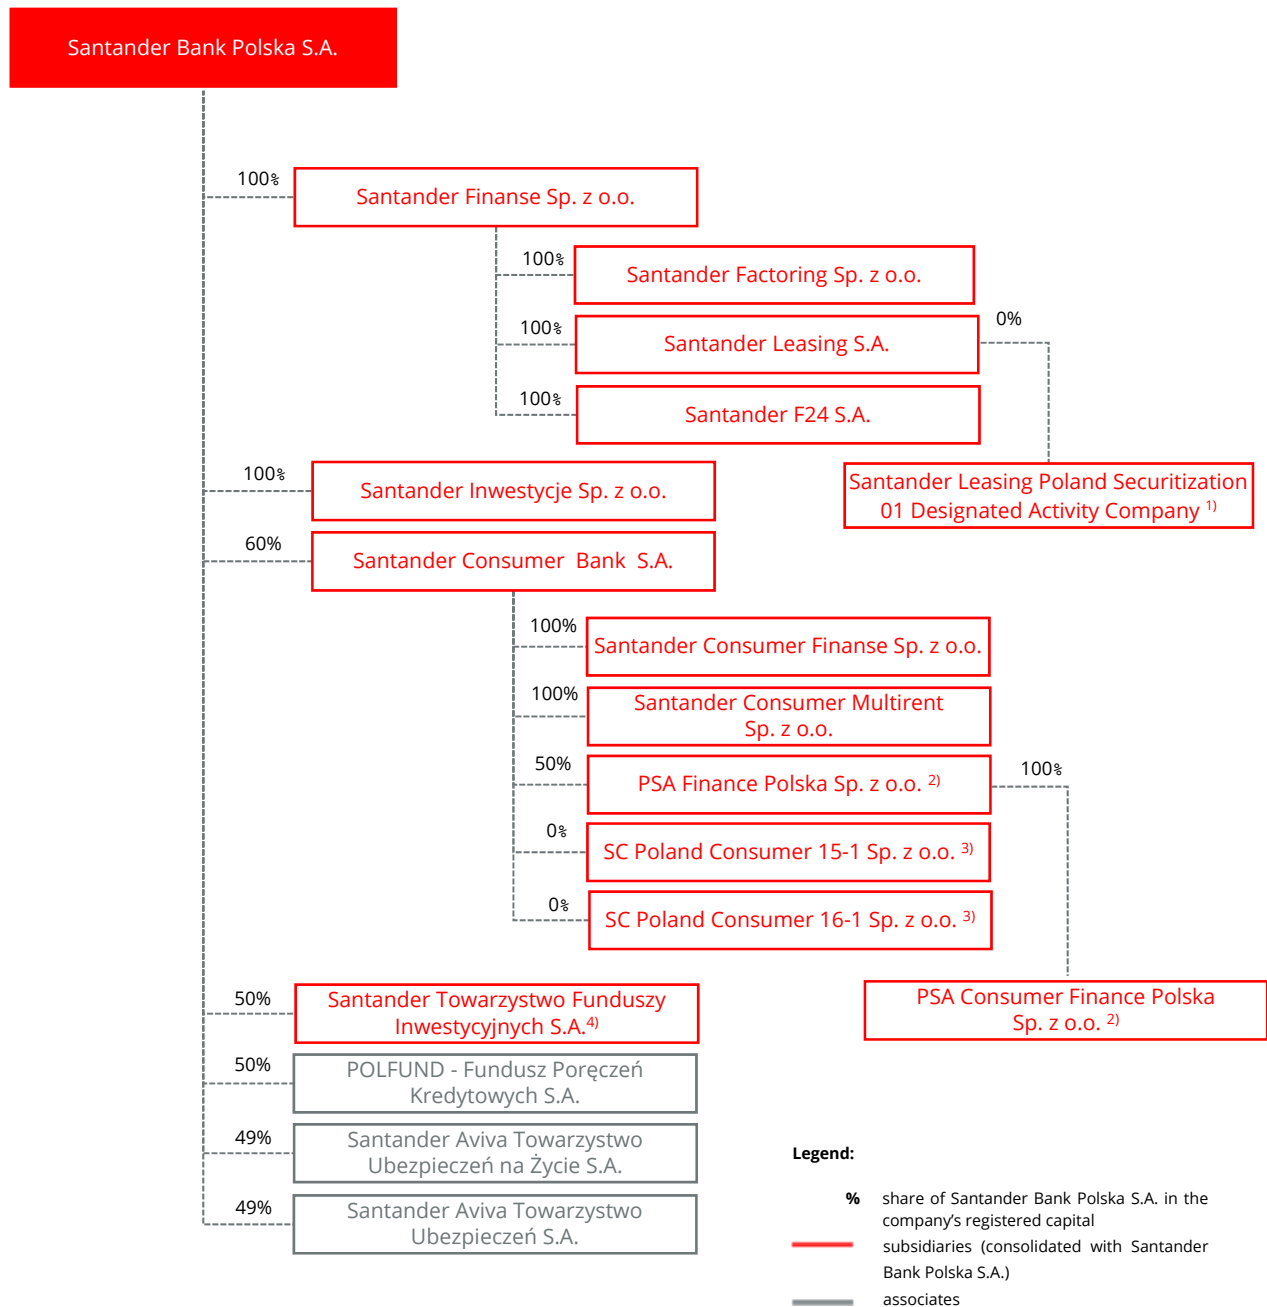 Santander Bank Polska S.A.
100%
Santander Finanse Sp. z o.o.
100%
Santander Factoring Sp. z o.o.
100%
Santander Leasing S.A.
0%
100%
Santander F24 S.A.
Santander Leasing Poland Securitization
01 Designated Activity Company 1)
100%
Santander Inwestycje Sp. z o.o.
60%
Santander Consumer Bank S.A.
100%
Santander Consumer Finanse Sp. z o.o.
100%
Santander Consumer Multirent
Sp. z o.o.
50%
PSA Finance Polska Sp. z o.o. 2)
100%
0%
SC Poland Consumer 15-1 Sp. z o.o. 3)
0%
SC Poland Consumer 16-1 Sp. z o.o. 3)
PSA Consumer Finance Polska
Sp. z o.o. 2)
50%
Santander Towarzystwo Funduszy
Inwestycyjnych S.A.4)
50%
POLFUND - Fundusz Poręczeń
Kredytowych S.A.
49%
Santander Aviva Towarzystwo
Ubezpieczeń na Życie S.A.
49%
Santander Aviva Towarzystwo
Ubezpieczeń S.A.
Legend:
% share of Santander Bank Polska S.A. in the
company's registered capital
subsidiaries (consolidated with Santander
Bank Polska S.A.)
associates